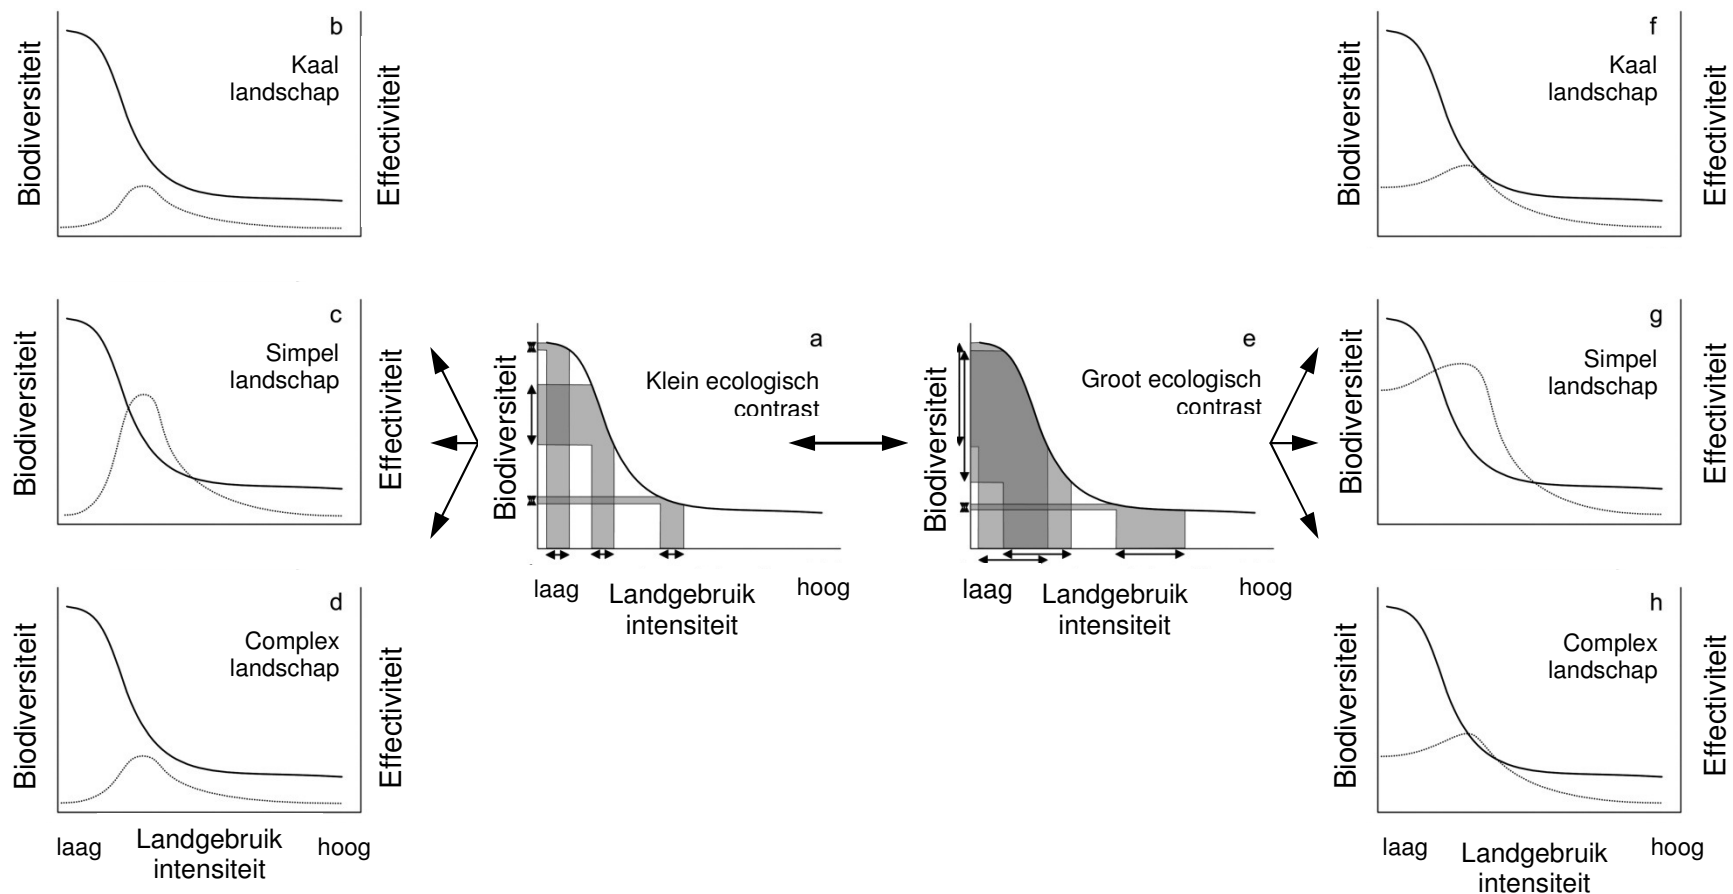 b
Kaal
landschap
Biodiversiteit
Effectiviteit
c
Simpel
landschap
Biodiversiteit
Effectiviteit
d
Complex
landschap
Biodiversiteit
Effectiviteit
laag
Landgebruik
intensiteit
hoog
a
Klein ecologisch
contrast
Biodiversiteit
laag
Landgebruik
intensiteit
hoog
e
Groot ecologisch
contrast
Biodiversiteit
laag
Landgebruik
intensiteit
hoog
f
Kaal
landschap
Biodiversiteit
Effectiviteit
g
Simpel
landschap
Biodiversiteit
Effectiviteit
h
Complex
landschap
Biodiversiteit
Effectiviteit
laag
Landgebruik
intensiteit
hoog